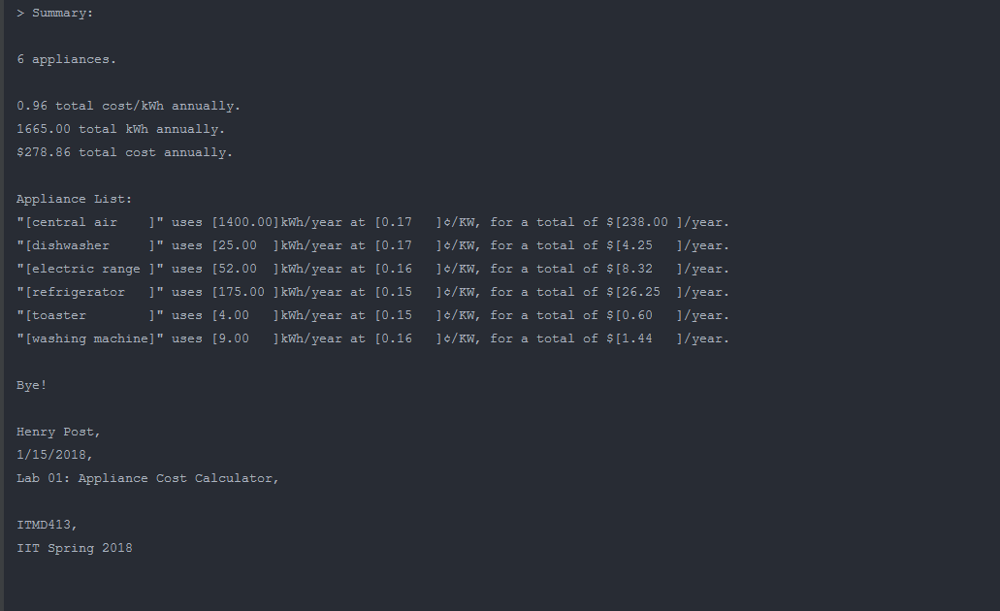 > Summary:
6 appliances.
0.96 total cost/kWh annually.
1665.00 total kWh annually.
$278.86 total cost annually.
Appliance List:
"[central air    ]" uses [1400.00]kWh/year at [0.17   ]¢/KW, for a total of $[238.00 ]/year.
"[dishwasher     ]" uses [25.00  ]kWh/year at [0.17   ]¢/KW, for a total of $[4.25   ]/year.
"[electric range ]" uses [52.00  ]kWh/year at [0.16   ]¢/KW, for a total of $[8.32   ]/year.
"[refrigerator   ]" uses [175.00 ]kWh/year at [0.15   ]¢/KW, for a total of $[26.25  ]/year.
"[toaster        ]" uses [4.00   ]kWh/year at [0.15   ]¢/KW, for a total of $[0.60   ]/year.
"[washing machine]" uses [9.00   ]kWh/year at [0.16   ]¢/KW, for a total of $[1.44   ]/year.
Bye!
Henry Post,
1/15/2018,
Lab 01: Appliance Cost Calculator,
ITMD413,
IIT Spring 2018